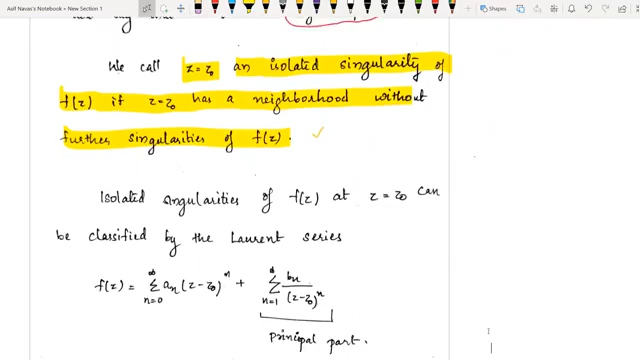 Asif Navas's Notebook » New Section 1
We call z = z₀ an isolated singularity of
f(z) if z = z₀ has a neighborhood without
further singularities of f(z).
Isolated singularities of f(z) at z = z₀ can
be classified by the Laurent series
f(z) = ∞ Σ n=0 aₙ (z - z₀)ⁿ + ∞ Σ n=1 bₙ / (z - z₀)ⁿ
principal part.